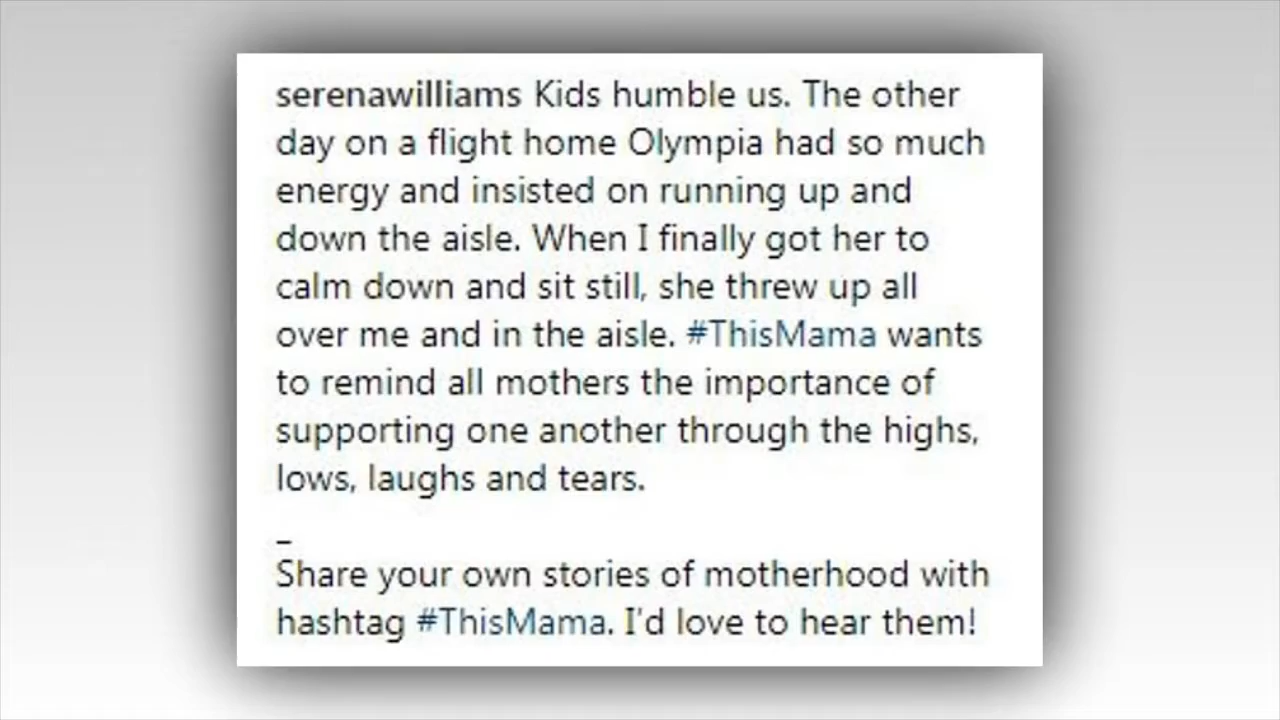 serenawilliams Kids humble us. The other
day on a flight home Olympia had so much
energy and insisted on running up and
down the aisle. When I finally got her to
calm down and sit still, she threw up all
over me and in the aisle. #ThisMama wants
to remind all mothers the importance of
supporting one another through the highs,
lows, laughs and tears.
_
Share your own stories of motherhood with
hashtag #ThisMama. I'd love to hear them!